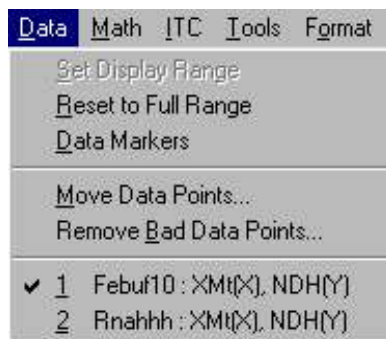 Data Math ITC Tools Format
Set Display Range
Reset to Full Range
Data Markers
Move Data Points...
Remove Bad Data Points...
✔ 1 Febuf10 : XMt(X), NDH(Y)
2 Rnahhh : XMt(X), NDH(Y)